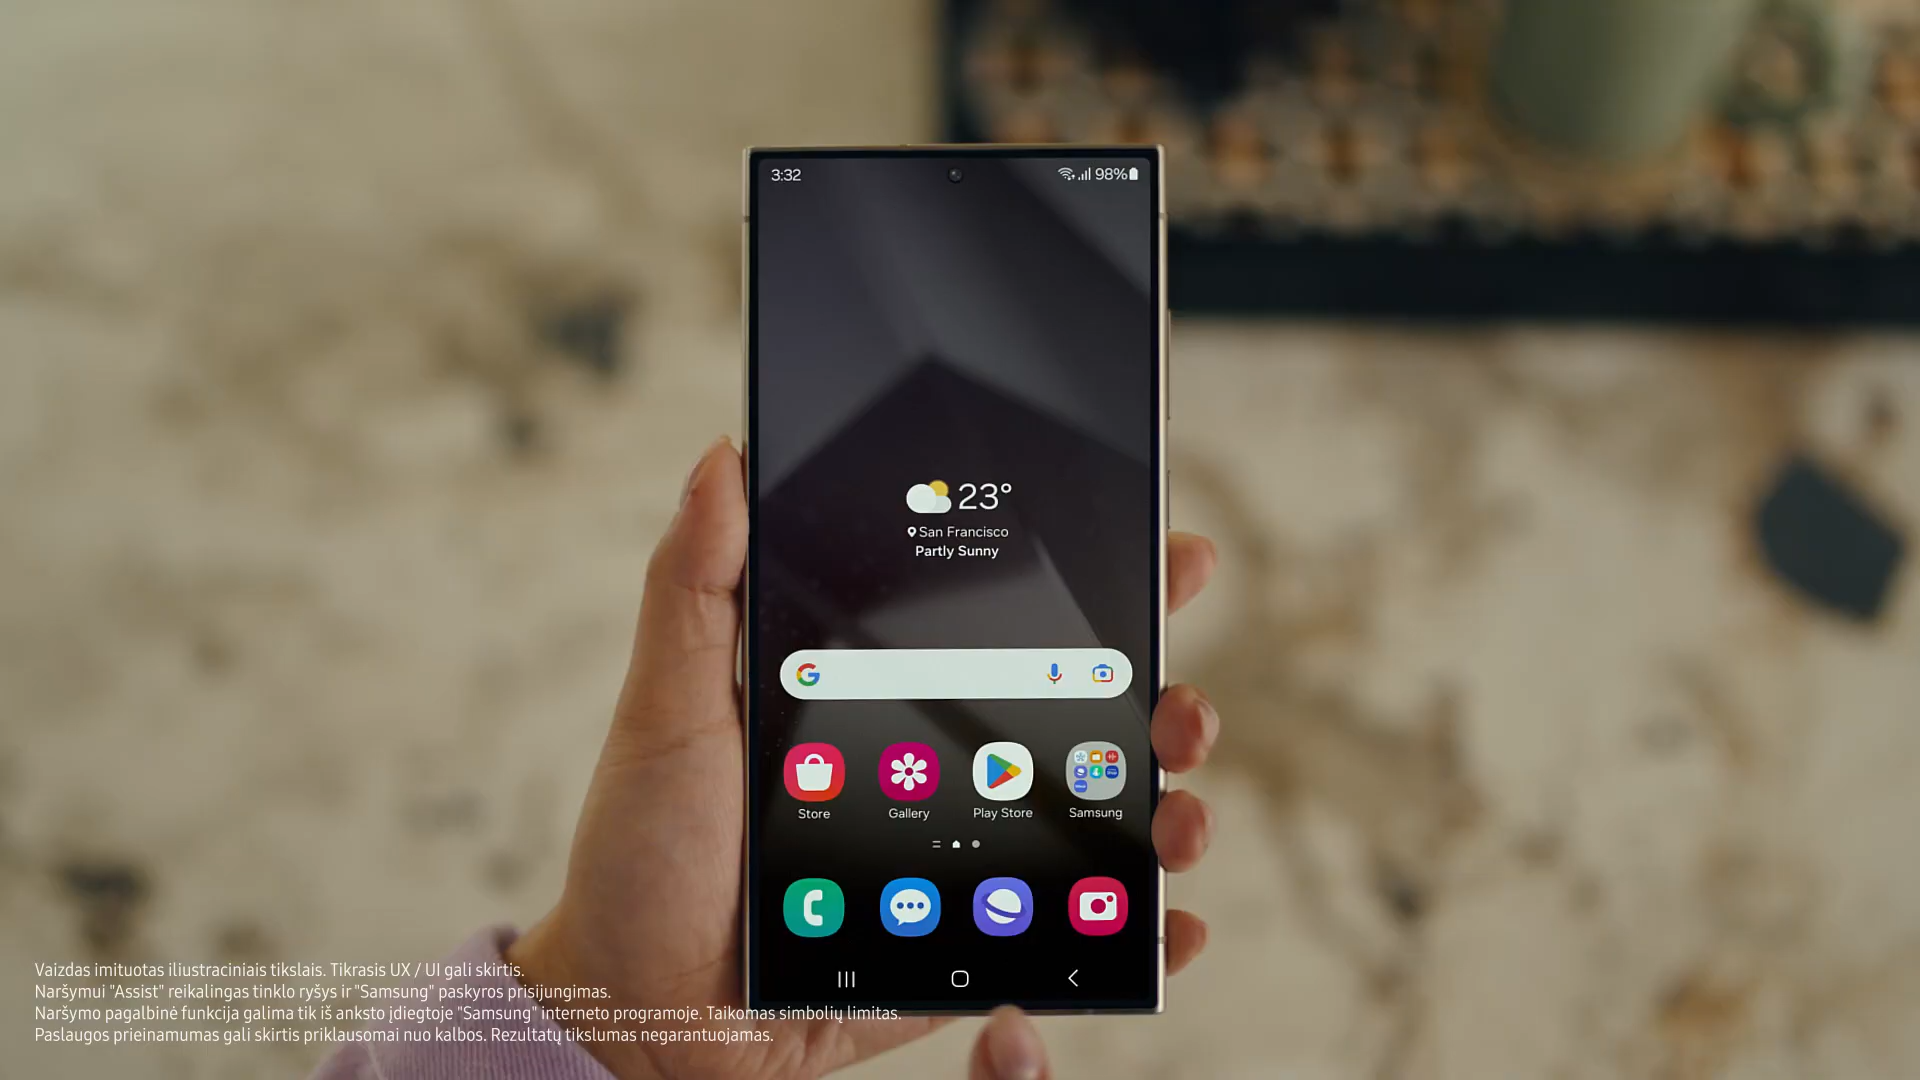 3:32
98%
23°
San Francisco
Partly Sunny
Store
Gallery
Play Store
Samsung
Vaizdas imituotas iliustraciniais tikslais. Tikrasis UX / UI gali skirtis.
Naršymui "Assist" reikalingas tinklo ryšys ir "Samsung" paskyros prisijungimas.
Naršymo pagalbinė funkcija galima tik iš anksto įdiegtoje "Samsung" interneto programoje. Taikomas simbolių limitas.
Paslaugos prieinamumas gali skirtis priklausomai nuo kalbos. Rezultatų tikslumas negarantuojamas.